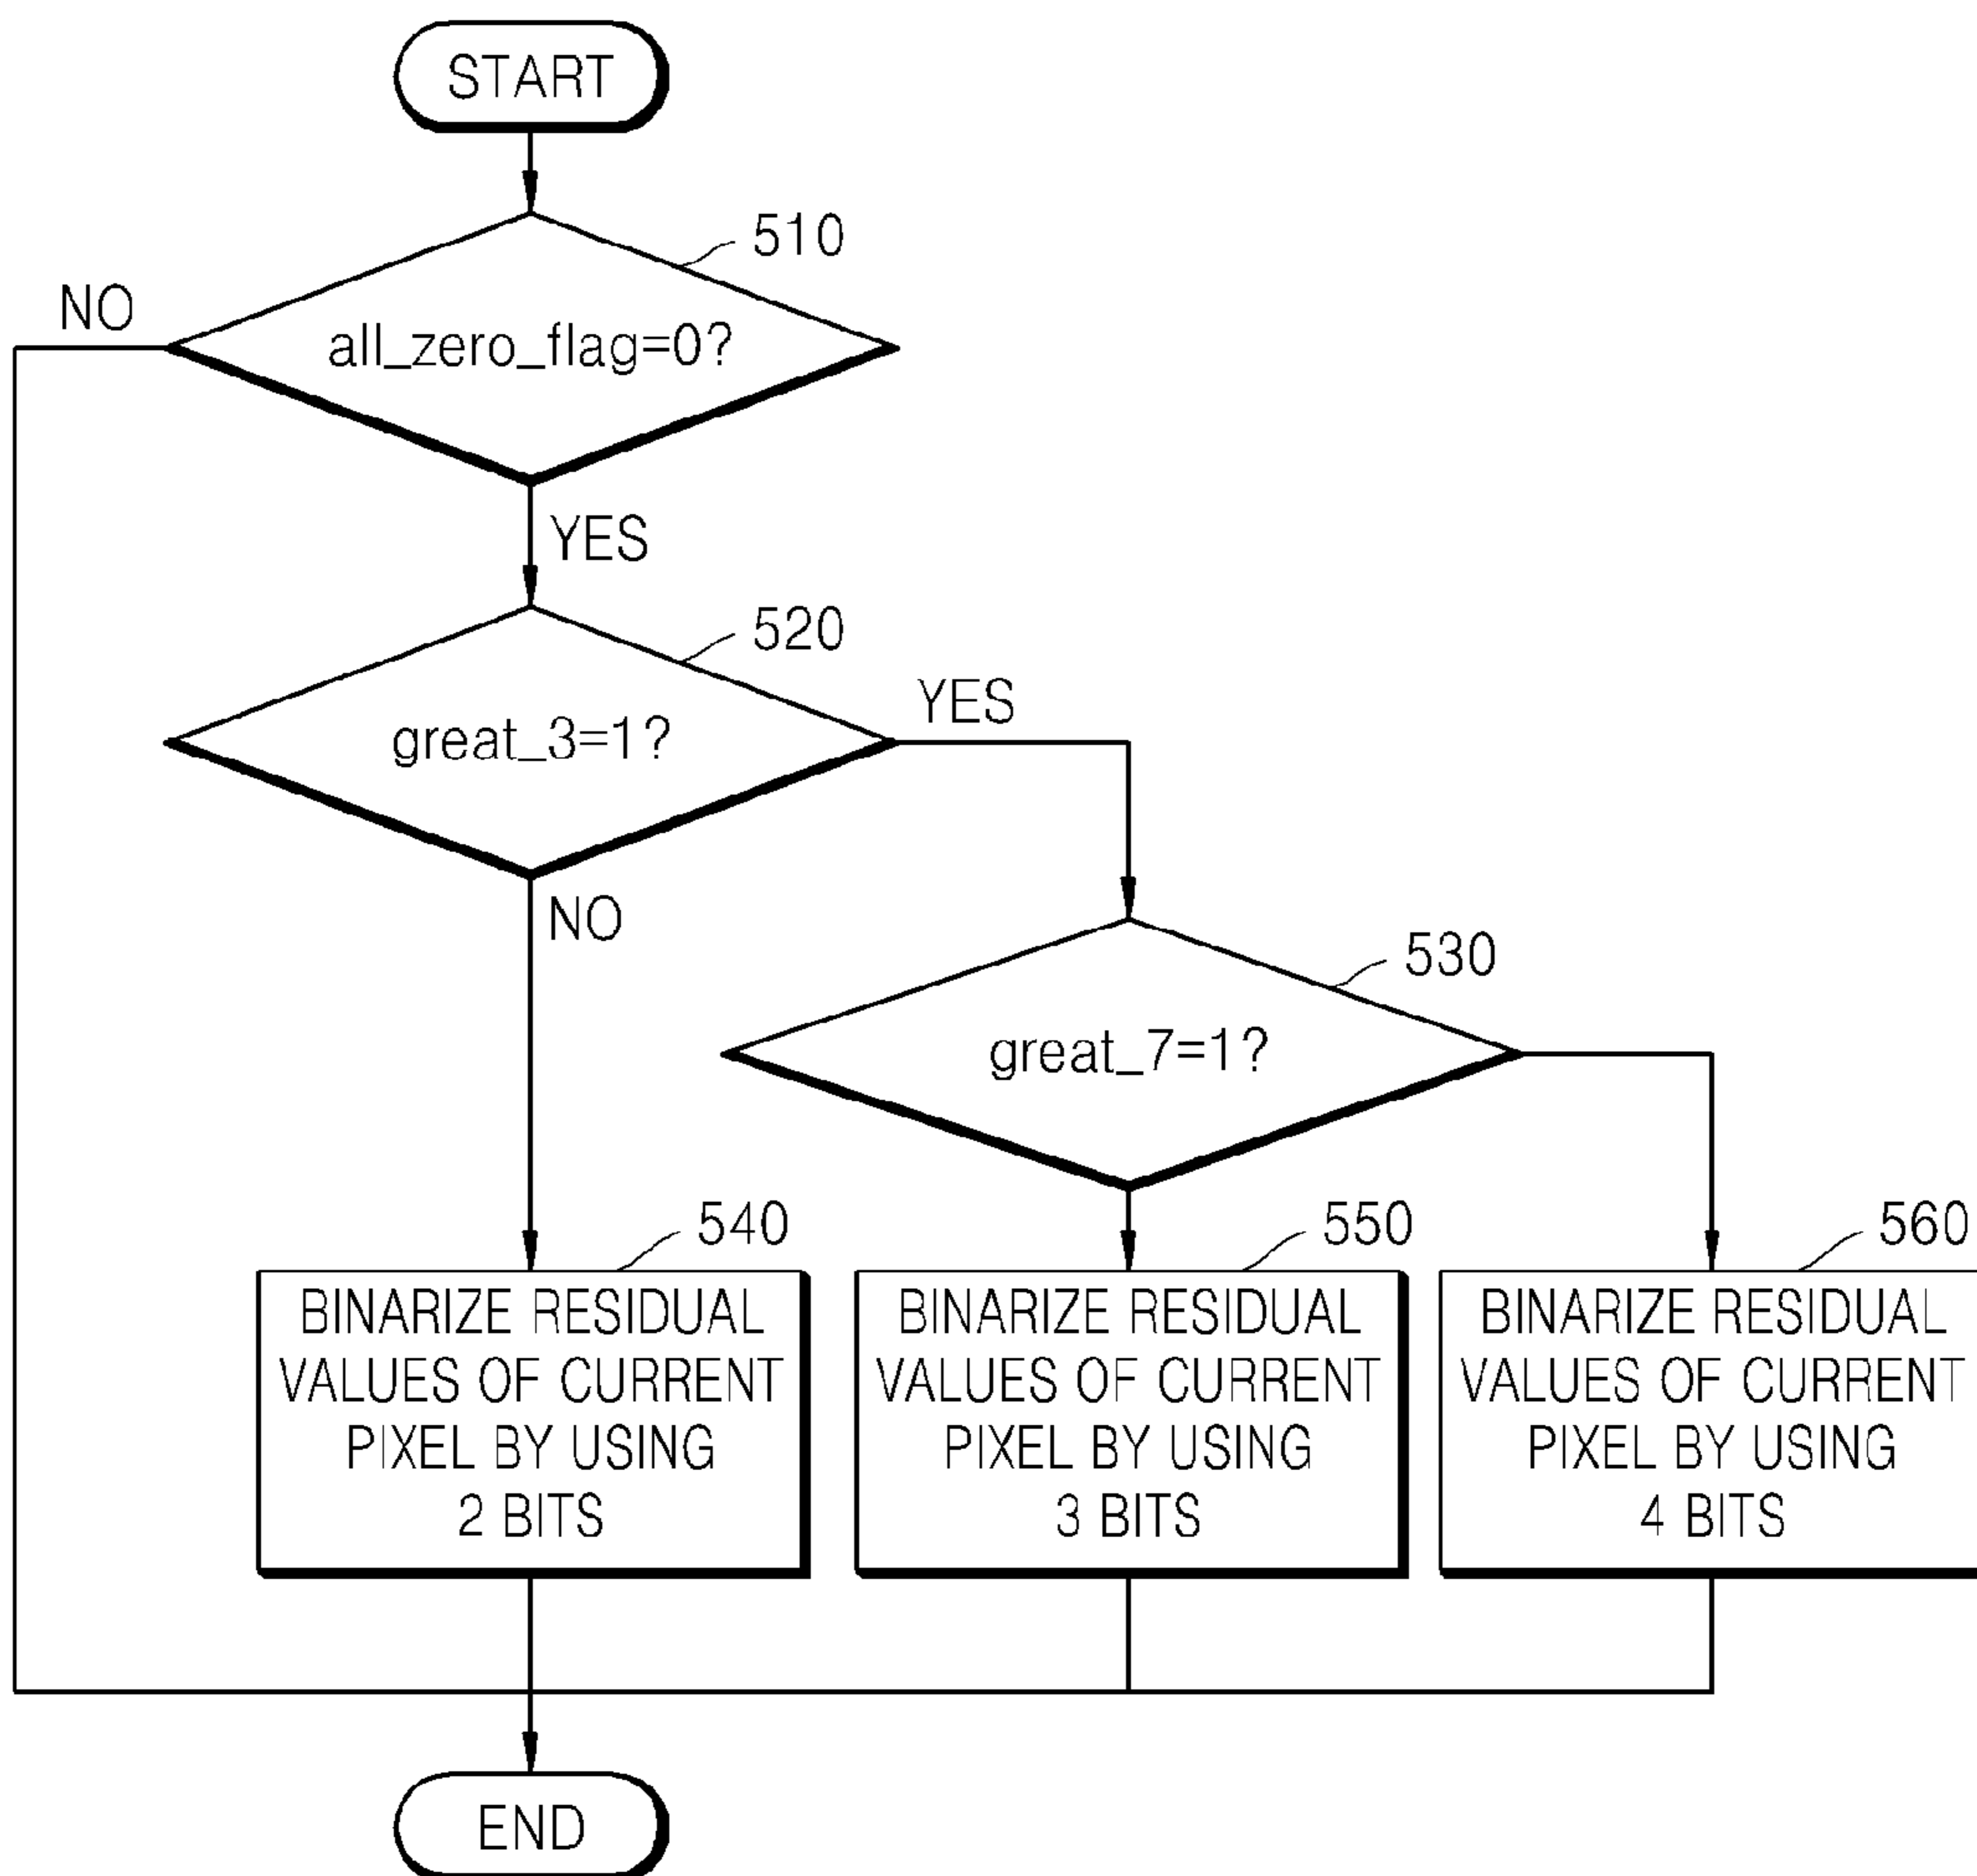 START
510
NO
all_zero_flag=0?
YES
520
YES
great_3=1?
NO
530
great_7=1?
540
BINARIZE RESIDUAL
VALUES OF CURRENT
PIXEL BY USING
2 BITS
550
BINARIZE RESIDUAL
VALUES OF CURRENT
PIXEL BY USING
3 BITS
560
BINARIZE RESIDUAL
VALUES OF CURRENT
PIXEL BY USING
4 BITS
END